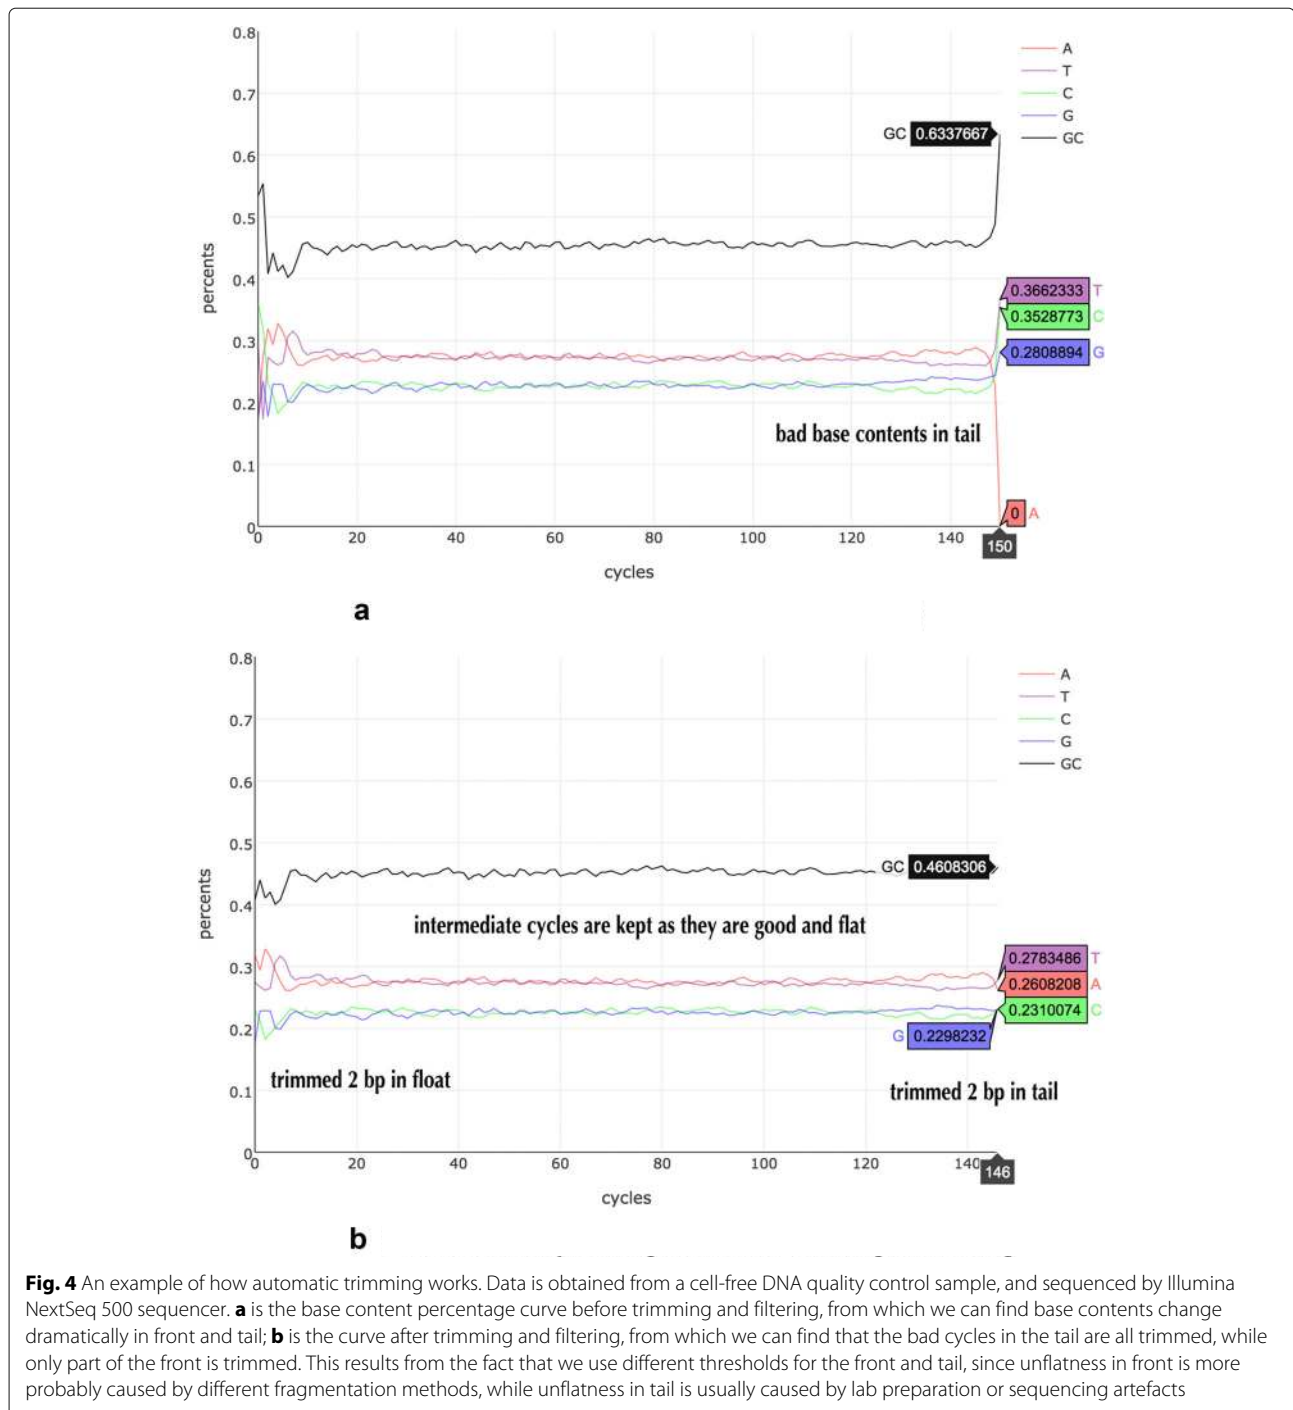 0.8
A
T
0.7
C
G
GC
GC 0.6337667
0.6
0.5
0.4
0.3662333 T
0.3528773 C
0.3
0.2808894 G
0.2
bad base contents in tail
0.1
0 A
0
0 20 40 60 80 100 120 140 150
percents
cycles
a
0.8
A
T
0.7
C
G
GC
0.6
0.5
GC 0.4608306
0.4
intermediate cycles are kept as they are good and flat
0.3
0.2783486 T
0.2608208 A
0.2310074 C
0.2
G 0.2298232
trimmed 2 bp in float
trimmed 2 bp in tail
0.1
0
0 20 40 60 80 100 120 140 146
percents
cycles
b
Fig. 4 An example of how automatic trimming works. Data is obtained from a cell-free DNA quality control sample, and sequenced by Illumina
NextSeq 500 sequencer. a is the base content percentage curve before trimming and filtering, from which we can find base contents change
dramatically in front and tail; b is the curve after trimming and filtering, from which we can find that the bad cycles in the tail are all trimmed, while
only part of the front is trimmed. This results from the fact that we use different thresholds for the front and tail, since unflatness in front is more
probably caused by different fragmentation methods, while unflatness in tail is usually caused by lab preparation or sequencing artefacts